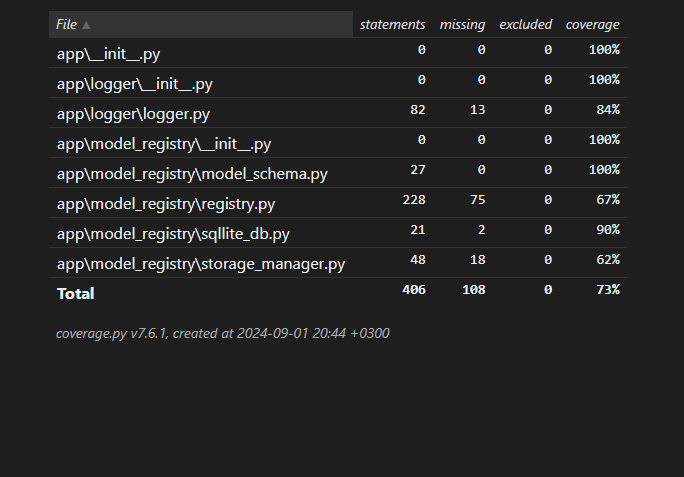 File ▲ statements missing excluded coverage
app\__init__.py 0 0 0 100%
app\logger\__init__.py 0 0 0 100%
app\logger\logger.py 82 13 0 84%
app\model_registry\__init__.py 0 0 0 100%
app\model_registry\model_schema.py 27 0 0 100%
app\model_registry\registry.py 228 75 0 67%
app\model_registry\sqllite_db.py 21 2 0 90%
app\model_registry\storage_manager.py 48 18 0 62%
Total 406 108 0 73%
coverage.py v7.6.1, created at 2024-09-01 20:44 +0300